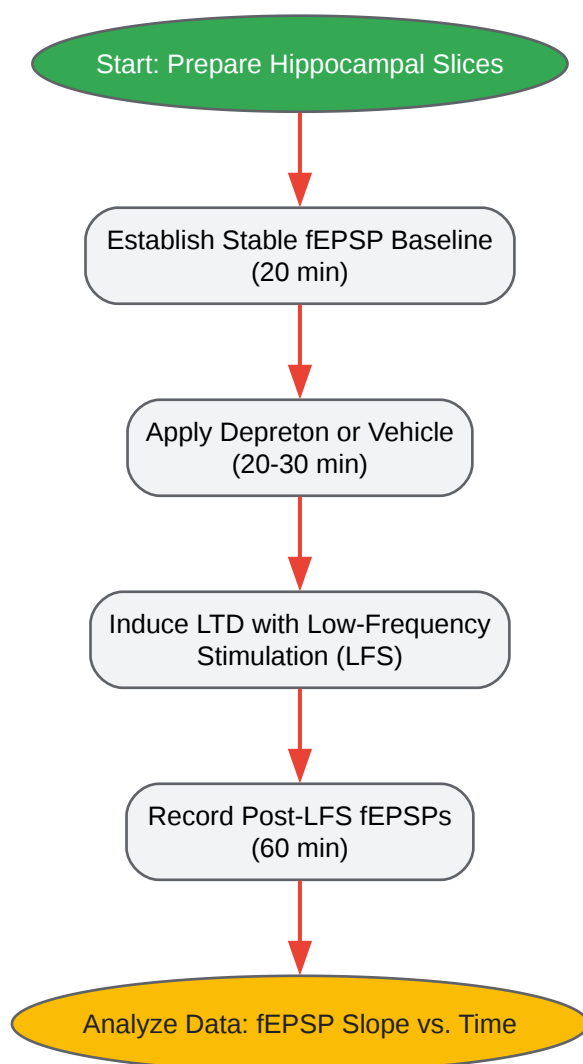 Start: Prepare Hippocampal Slices
Establish Stable fEPSP Baseline
(20 min)
Apply Depreton or Vehicle
(20-30 min)
Induce LTD with Low-Frequency
Stimulation (LFS)
Record Post-LFS fEPSPs
(60 min)
Analyze Data: fEPSP Slope vs. Time